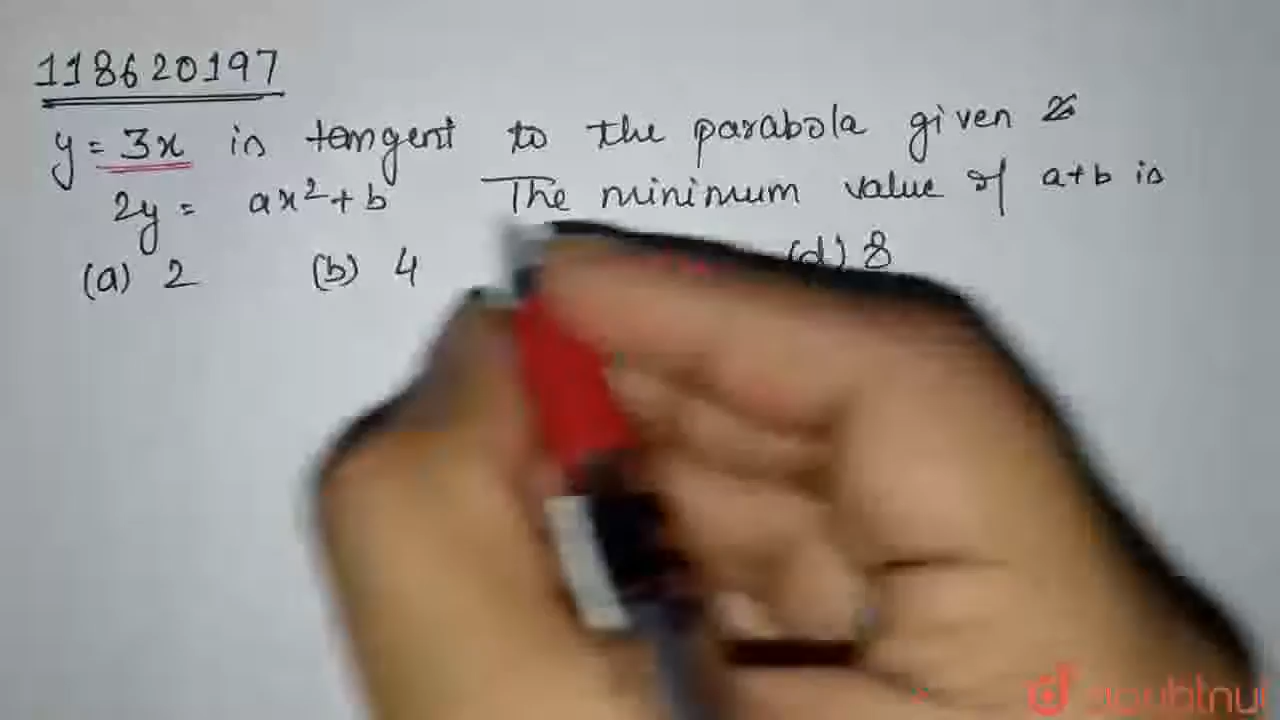 118620197
y = 3x is tangent to the parabola given
2y = ax² + b The minimum value of a+b is
(a) 2 (b) 4 (d) 8
doubtnut